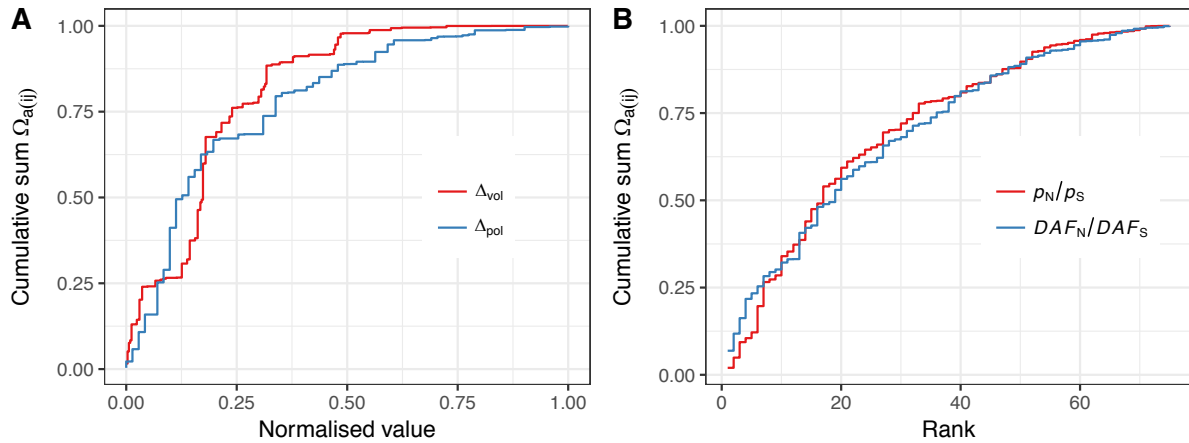 A
Cumulative sum Ωa(ij)
1.00
0.75
0.50
0.25
0.00
Δvol
Δpol
0.00 0.25 0.50 0.75 1.00
Normalised value
B
Cumulative sum Ωa(ij)
1.00
0.75
0.50
0.25
0.00
pN/pS
DAFN/DAFS
0 20 40 60
Rank